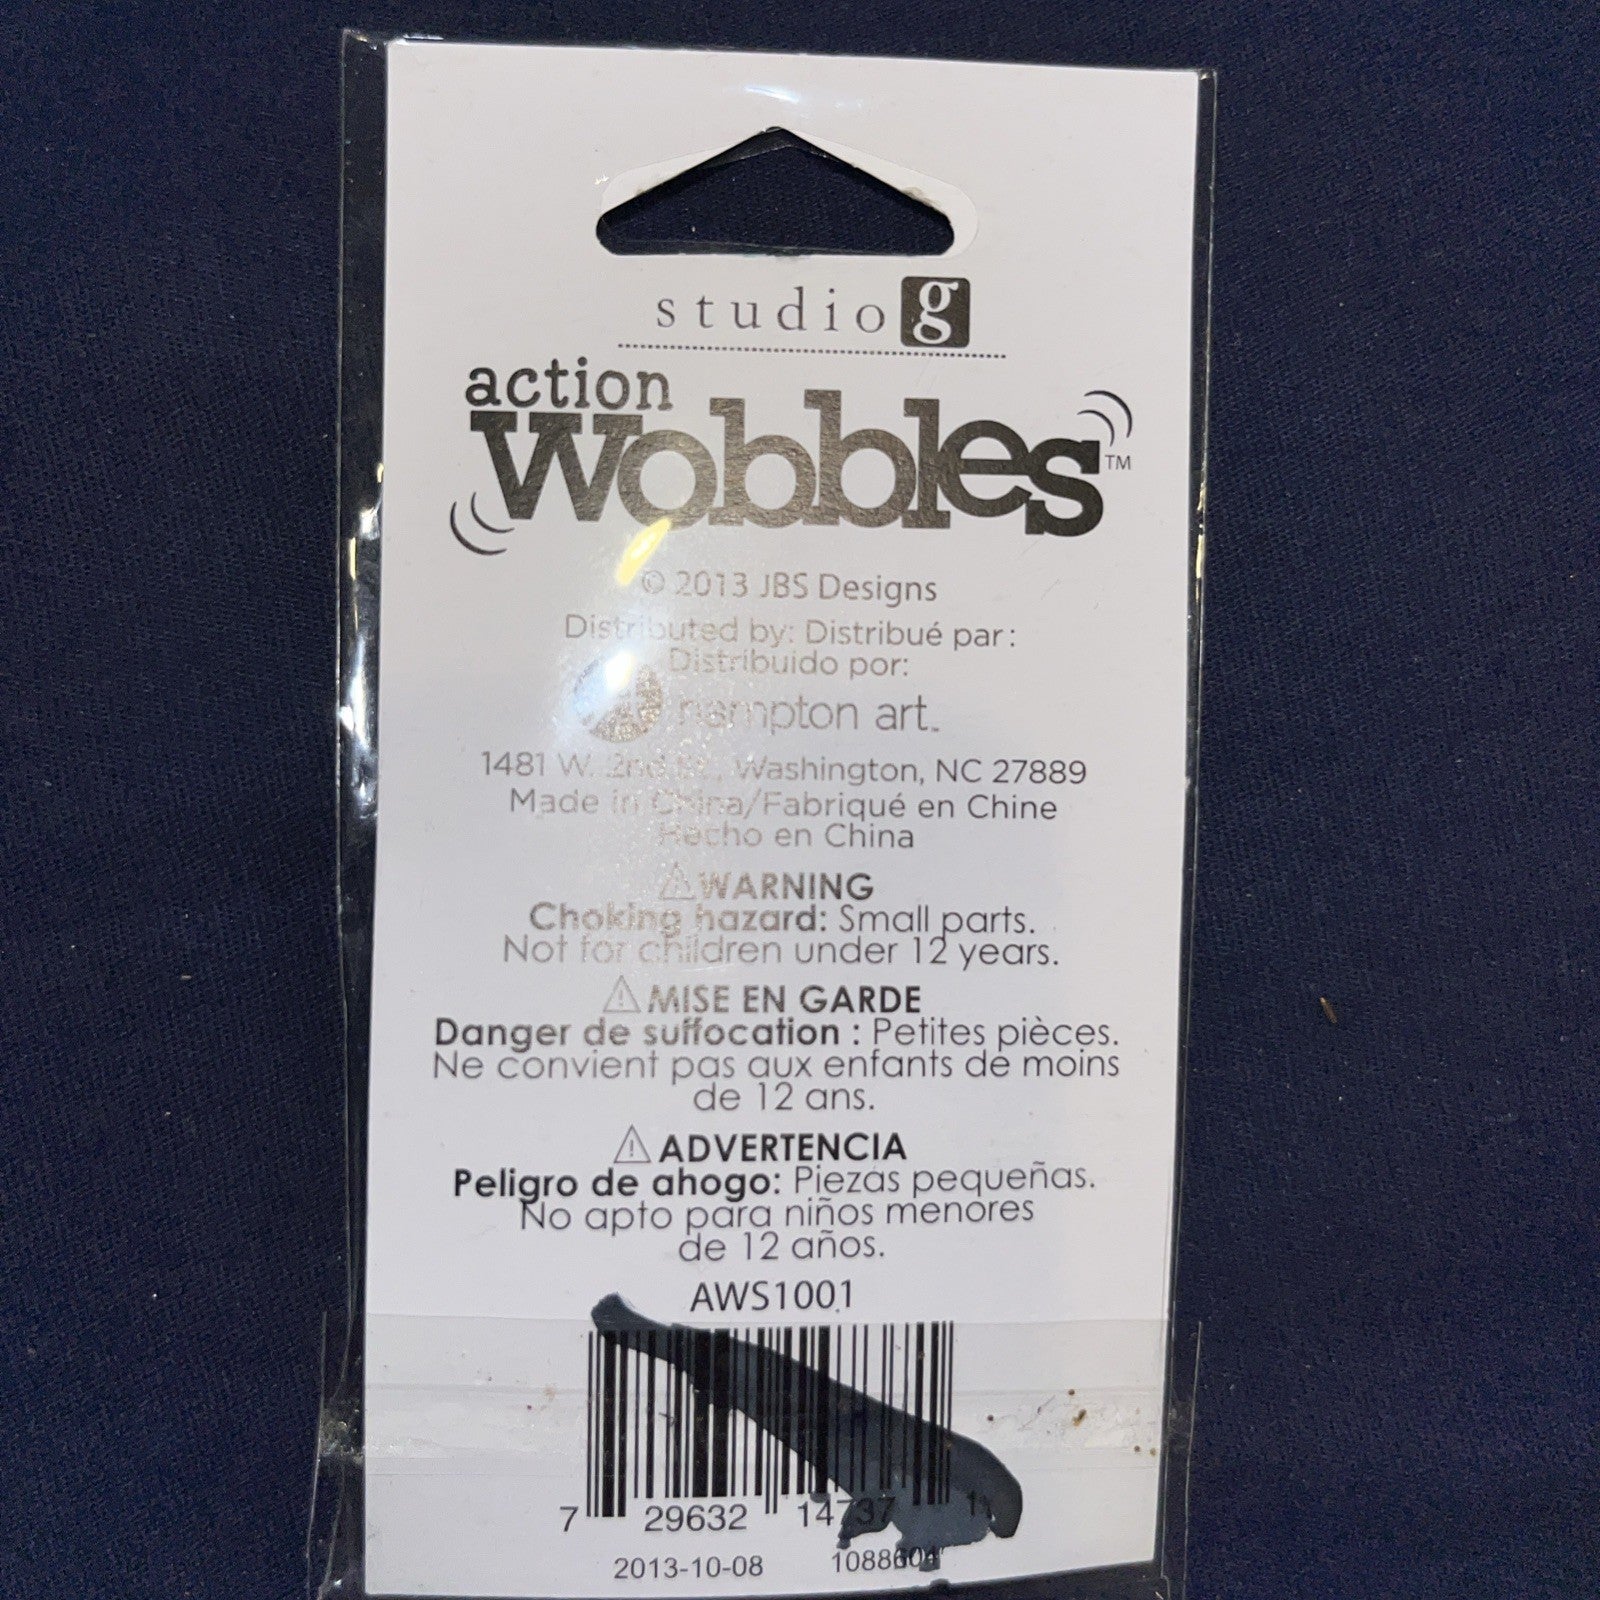 studio g
action
Wobbles™
© 2013 JBS Designs
Distributed by: Distribué par :
Distribuido por:
hampton art™
1481 W. 2nd St., Washington, NC 27889
Made in China/Fabriqué en Chine
Hecho en China
⚠ WARNING
Choking hazard: Small parts.
Not for children under 12 years.
⚠ MISE EN GARDE
Danger de suffocation : Petites pièces.
Ne convient pas aux enfants de moins
de 12 ans.
⚠ ADVERTENCIA
Peligro de ahogo: Piezas pequeñas.
No apto para niños menores
de 12 años.
AWS1001
7 29632 14737 1
2013-10-08 1088604